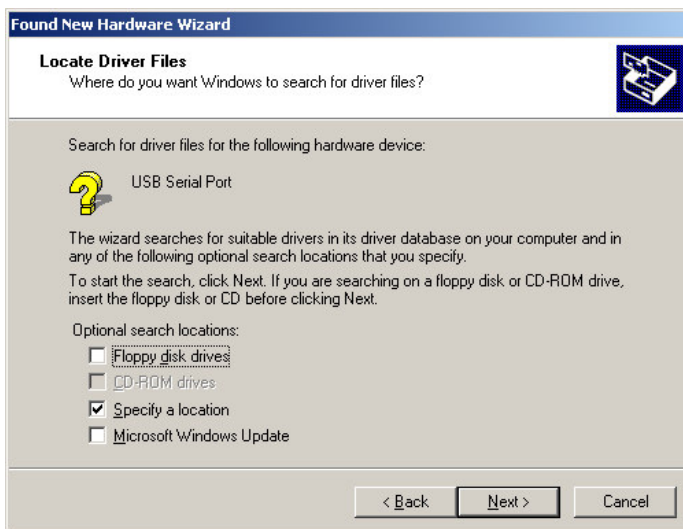 Found New Hardware Wizard
Locate Driver Files
Where do you want Windows to search for driver files?
Search for driver files for the following hardware device:
USB Serial Port
The wizard searches for suitable drivers in its driver database on your computer and in
any of the following optional search locations that you specify.
To start the search, click Next. If you are searching on a floppy disk or CD-ROM drive,
insert the floppy disk or CD before clicking Next.
Optional search locations:
Floppy disk drives
CD-ROM drives
Specify a location
Microsoft Windows Update
< Back Next > Cancel